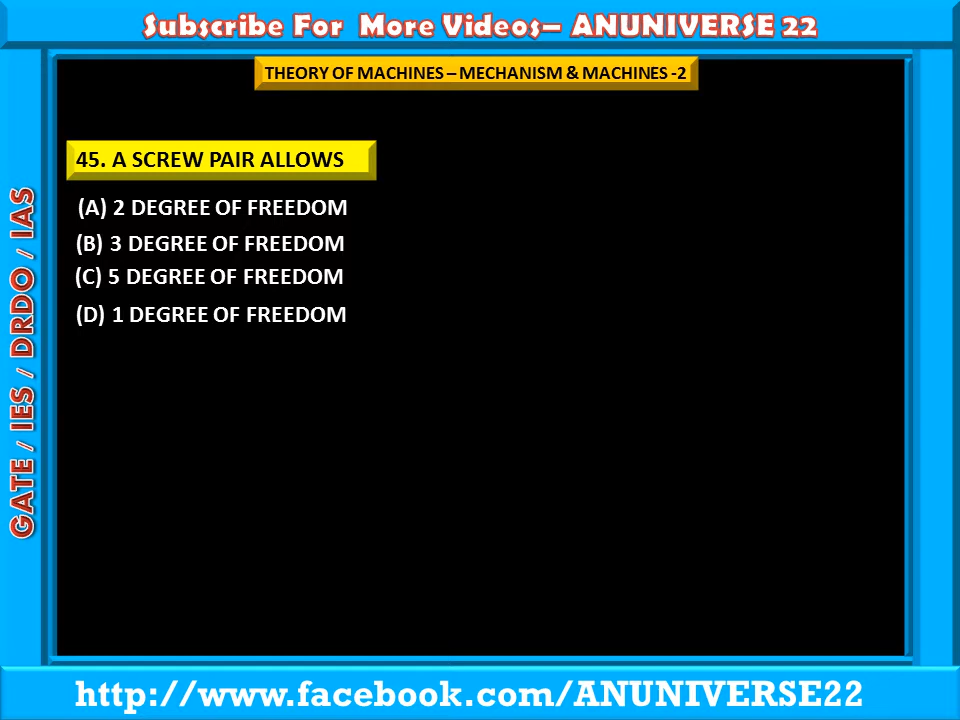 Subscribe For More Videos– ANUNIVERSE 22
THEORY OF MACHINES – MECHANISM & MACHINES -2
45. A SCREW PAIR ALLOWS
(A) 2 DEGREE OF FREEDOM
(B) 3 DEGREE OF FREEDOM
(C) 5 DEGREE OF FREEDOM
(D) 1 DEGREE OF FREEDOM
GATE / IES / DRDO / IAS
http://www.facebook.com/ANUNIVERSE22